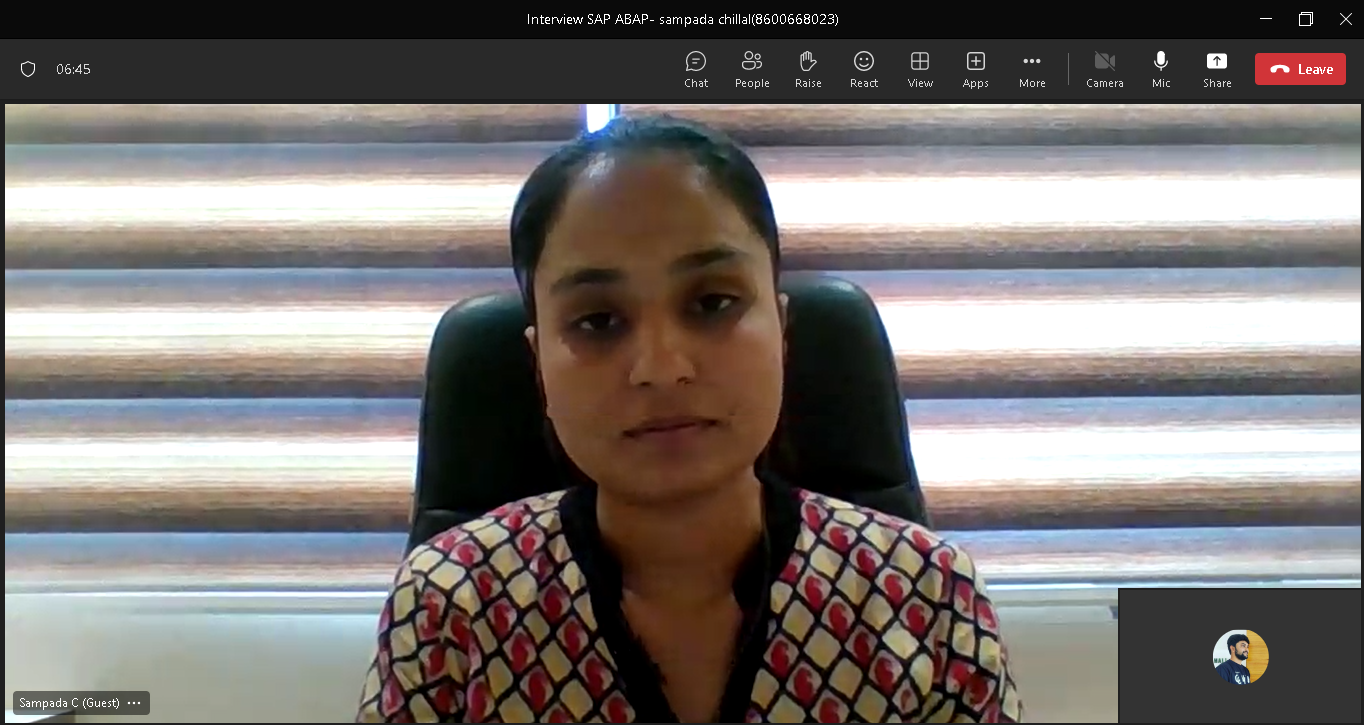 Interview SAP ABAP- sampada chillal(8600668023)
06:45
Chat People Raise React View Apps More Camera Mic Share Leave
Sampada C (Guest)